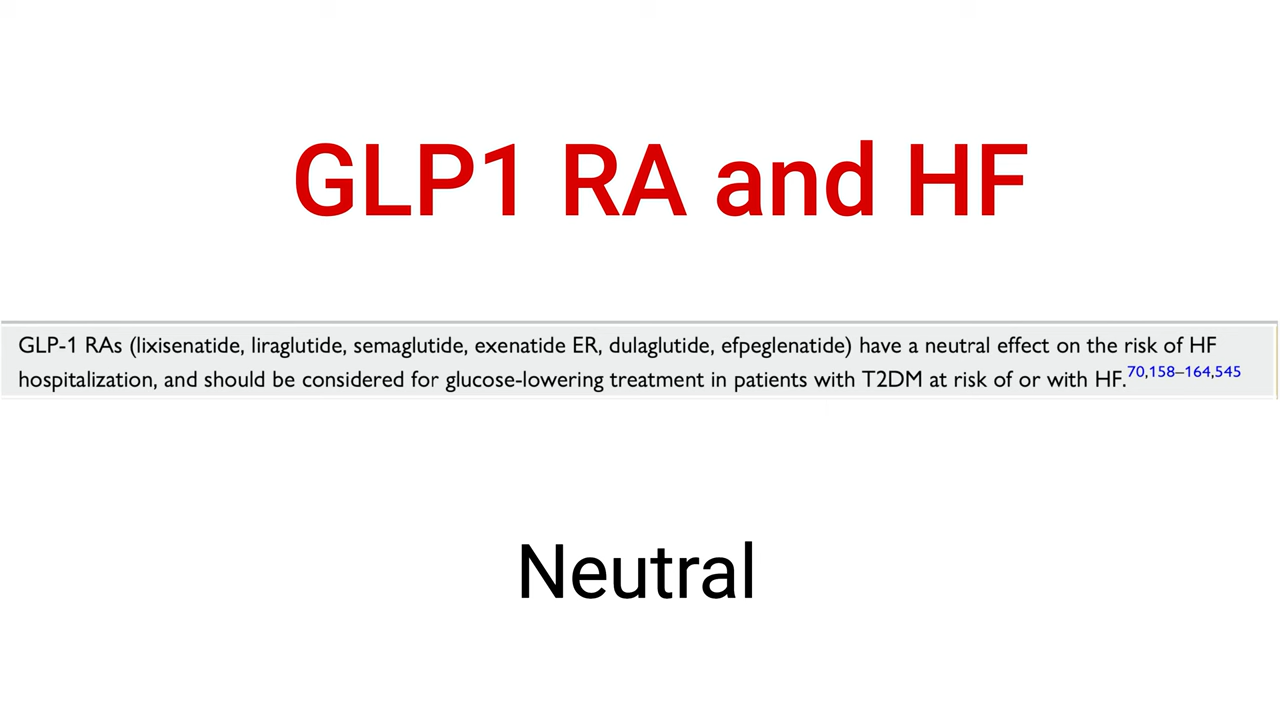 GLP1 RA and HF
GLP-1 RAs (lixisenatide, liraglutide, semaglutide, exenatide ER, dulaglutide, efpeglenatide) have a neutral effect on the risk of HF
hospitalization, and should be considered for glucose-lowering treatment in patients with T2DM at risk of or with HF.70,158–164,545
Neutral